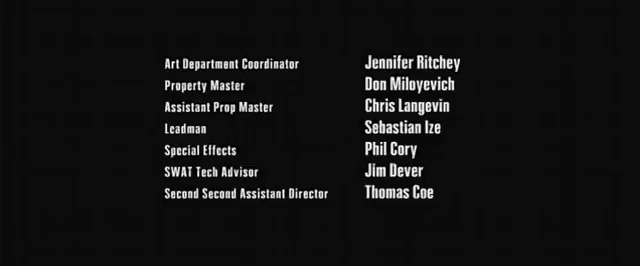 Art Department Coordinator Jennifer Ritchey
Property Master Don Miloyevich
Assistant Prop Master Chris Langevin
Leadman Sebastian Ize
Special Effects Phil Cory
SWAT Tech Advisor Jim Dever
Second Second Assistant Director Thomas Coe